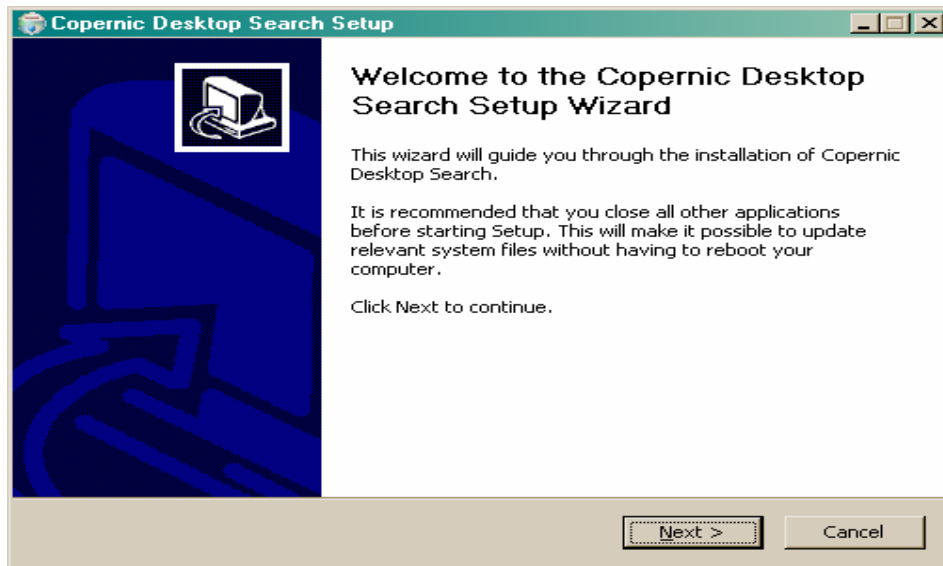 Copernic Desktop Search Setup
Welcome to the Copernic Desktop
Search Setup Wizard
This wizard will guide you through the installation of Copernic
Desktop Search.
It is recommended that you close all other applications
before starting Setup. This will make it possible to update
relevant system files without having to reboot your
computer.
Click Next to continue.
Next >
Cancel